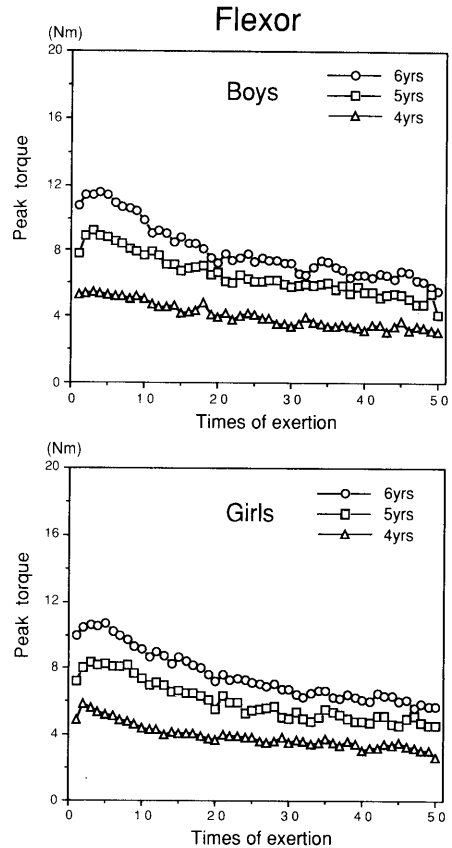 Flexor
(Nm)
20
Boys
6yrs
5yrs
4yrs
16
12
8
4
0
Peak torque
0 10 20 30 40 50
Times of exertion
(Nm)
20
Girls
6yrs
5yrs
4yrs
16
12
8
4
0
Peak torque
0 10 20 30 40 50
Times of exertion